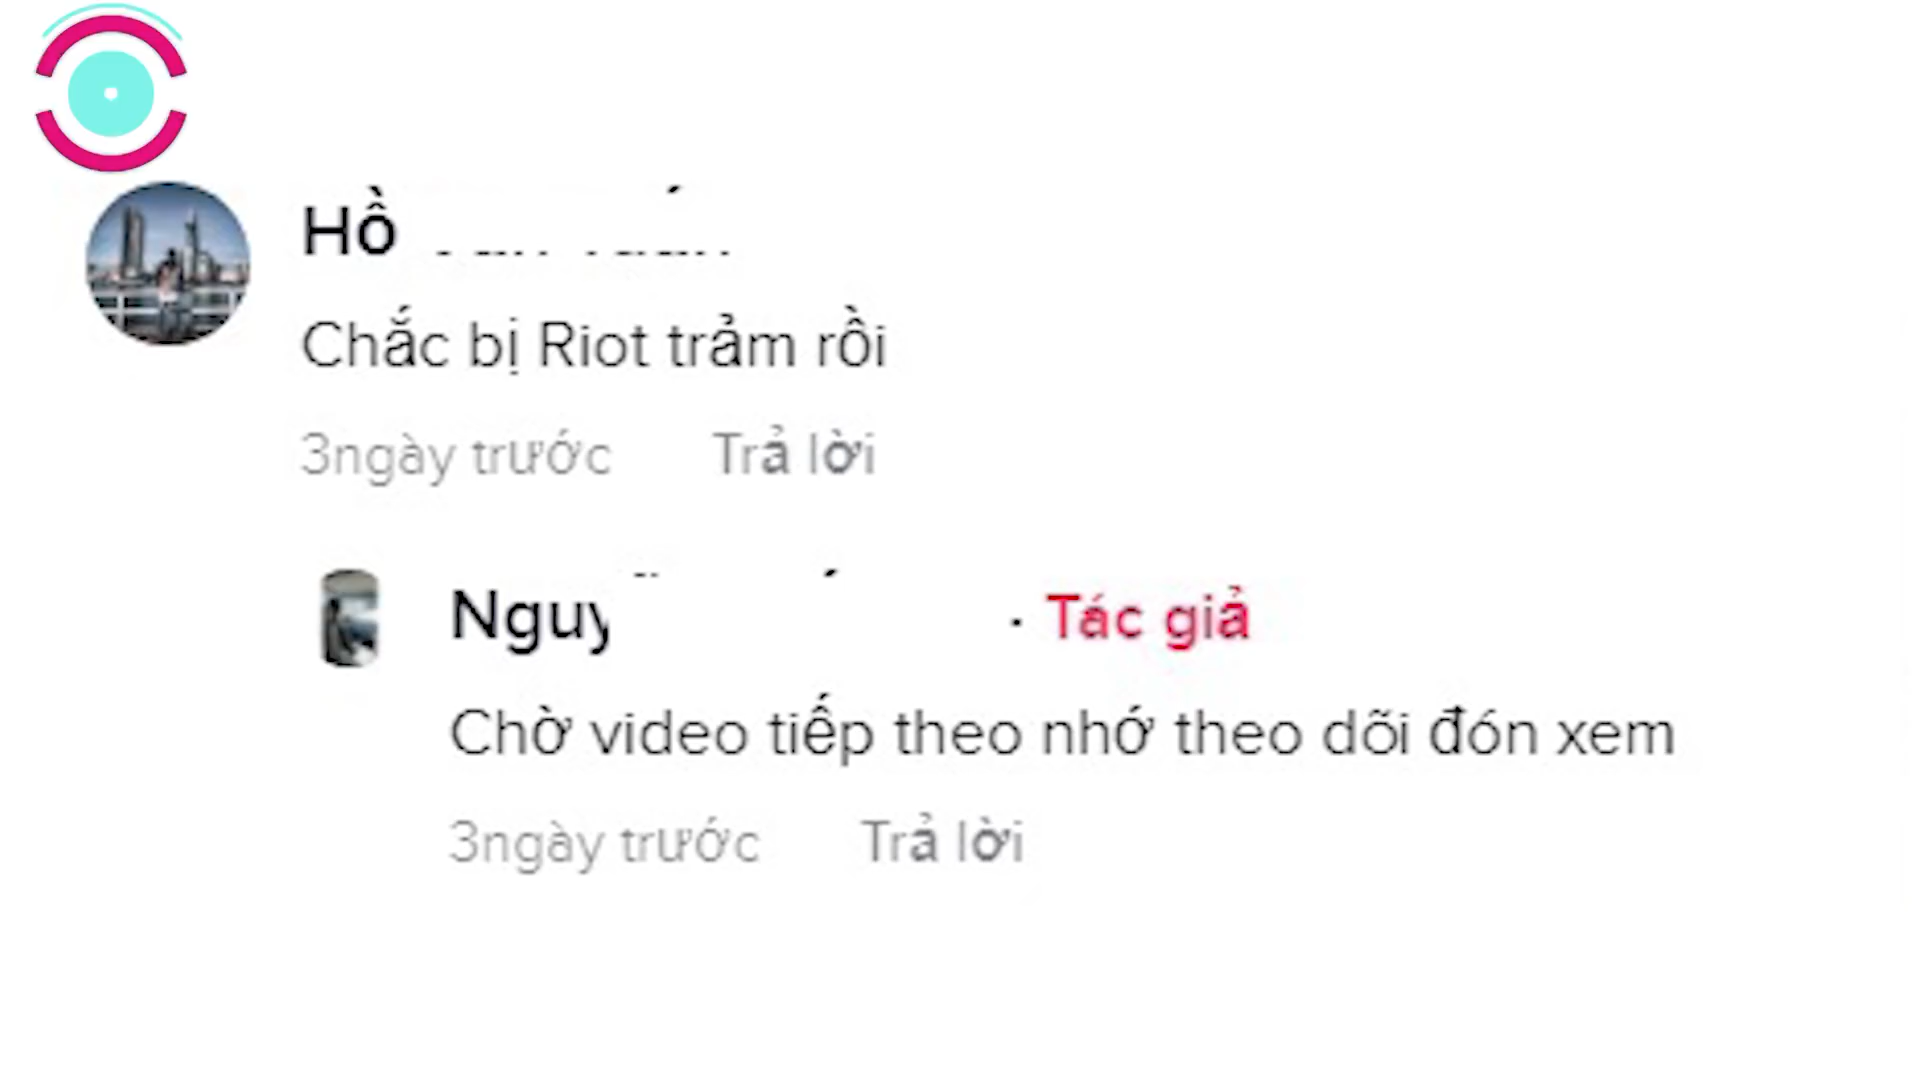 Hồ
Chắc bị Riot trảm rồi
3ngày trước Trả lời
· Tác giả
Chờ video tiếp theo nhớ theo dõi đón xem
3ngày trước Trả lời